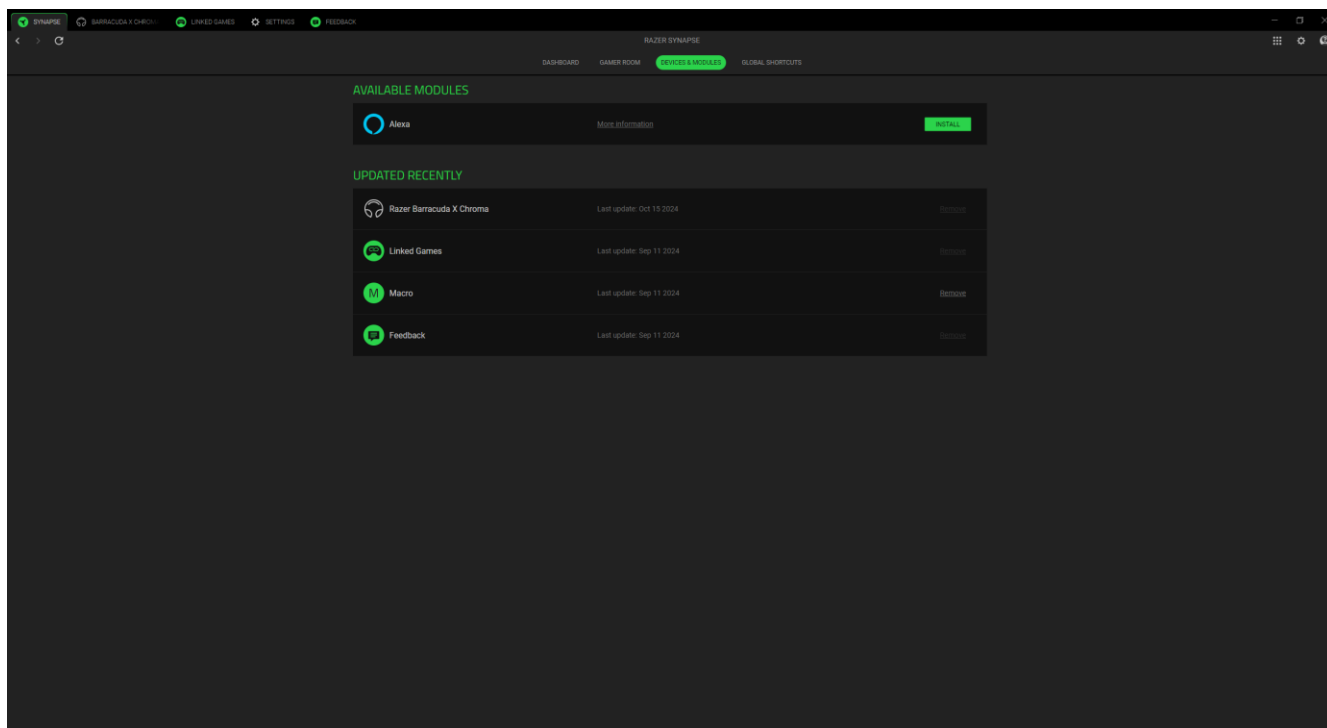 SYNAPSE BARRACUDA X CHROM LINKED GAMES SETTINGS FEEDBACK
RAZER SYNAPSE
DASHBOARD GAMER ROOM DEVICES & MODULES GLOBAL SHORTCUTS
AVAILABLE MODULES
Alexa More information INSTALL
UPDATED RECENTLY
Razer Barracuda X Chroma Last update: Oct 15 2024 Remove
Linked Games Last update: Sep 11 2024 Remove
M Macro Last update: Sep 11 2024 Remove
Feedback Last update: Sep 11 2024 Remove